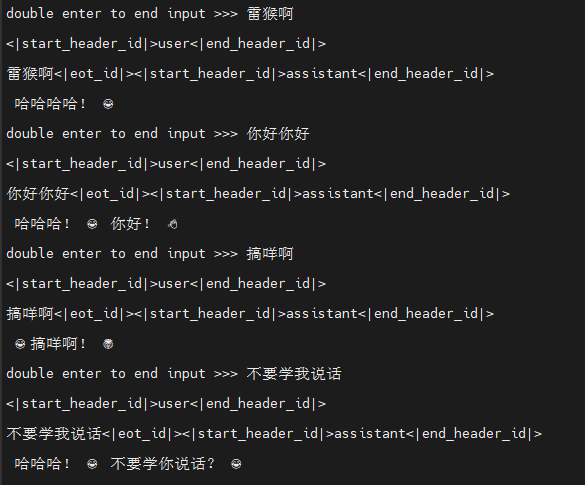 double enter to end input >>> 雷猴啊
<|start_header_id|>user<|end_header_id|>
雷猴啊<|eot_id|><|start_header_id|>assistant<|end_header_id|>
哈哈哈哈! 😂
double enter to end input >>> 你好你好
<|start_header_id|>user<|end_header_id|>
你好你好<|eot_id|><|start_header_id|>assistant<|end_header_id|>
哈哈哈! 😂 你好! 👋
double enter to end input >>> 搞咩啊
<|start_header_id|>user<|end_header_id|>
搞咩啊<|eot_id|><|start_header_id|>assistant<|end_header_id|>
😂搞咩啊!
double enter to end input >>> 不要学我说话
<|start_header_id|>user<|end_header_id|>
不要学我说话<|eot_id|><|start_header_id|>assistant<|end_header_id|>
哈哈哈! 😂 不要学你说话? 😂